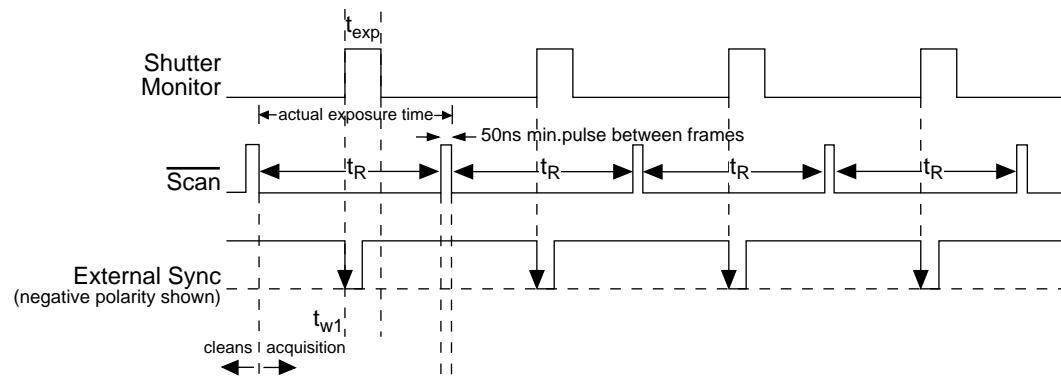 t_exp
Shutter
Monitor
actual exposure time
50ns min.pulse between frames
Scan
t_R
t_R
t_R
t_R
External Sync
(negative polarity shown)
t_w1
cleans acquisition